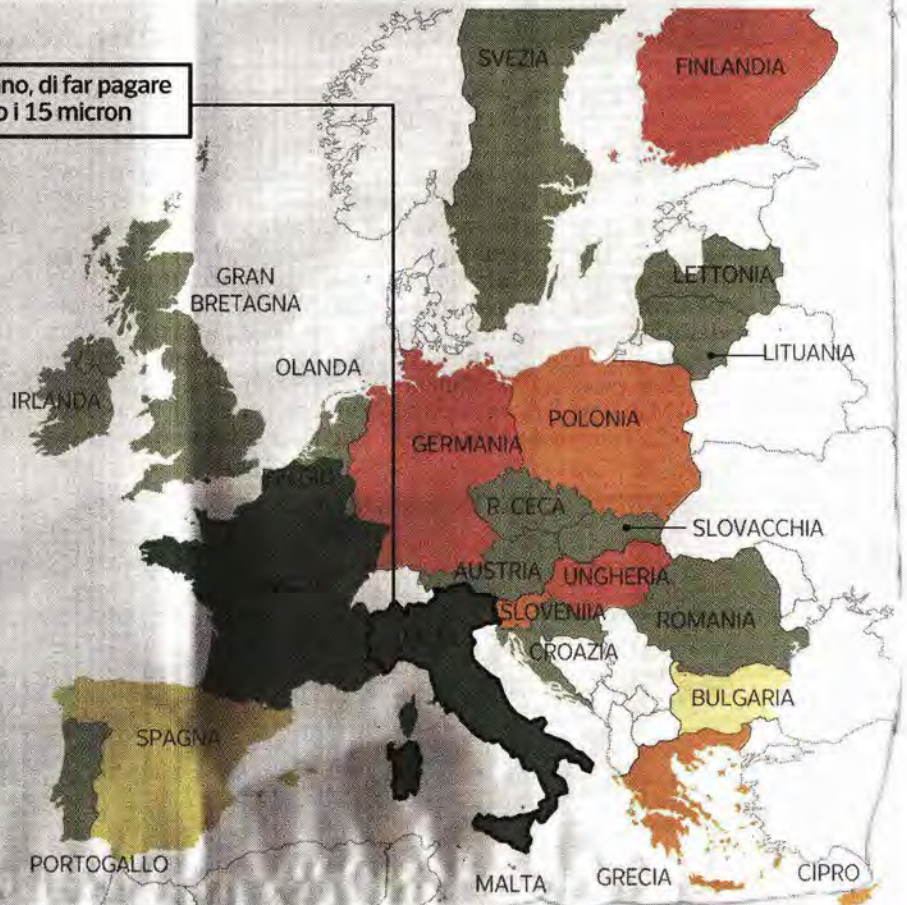 no, di far pagare
o i 15 micron
SVEZIA
FINLANDIA
GRAN
BRETAGNA
LETTONIA
OLANDA
LITUANIA
IRLANDA
POLONIA
GERMANIA
R. CECA
SLOVACCHIA
AUSTRIA
UNGHERIA
SLOVENIIA
ROMANIA
CROAZIA
BULGARIA
SPAGNA
PORTOGALLO
MALTA
GRECIA
CIPRO